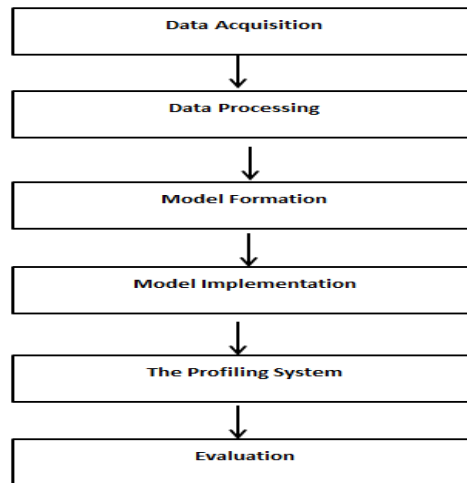 Data Acquisition
Data Processing
Model Formation
Model Implementation
The Profiling System
Evaluation